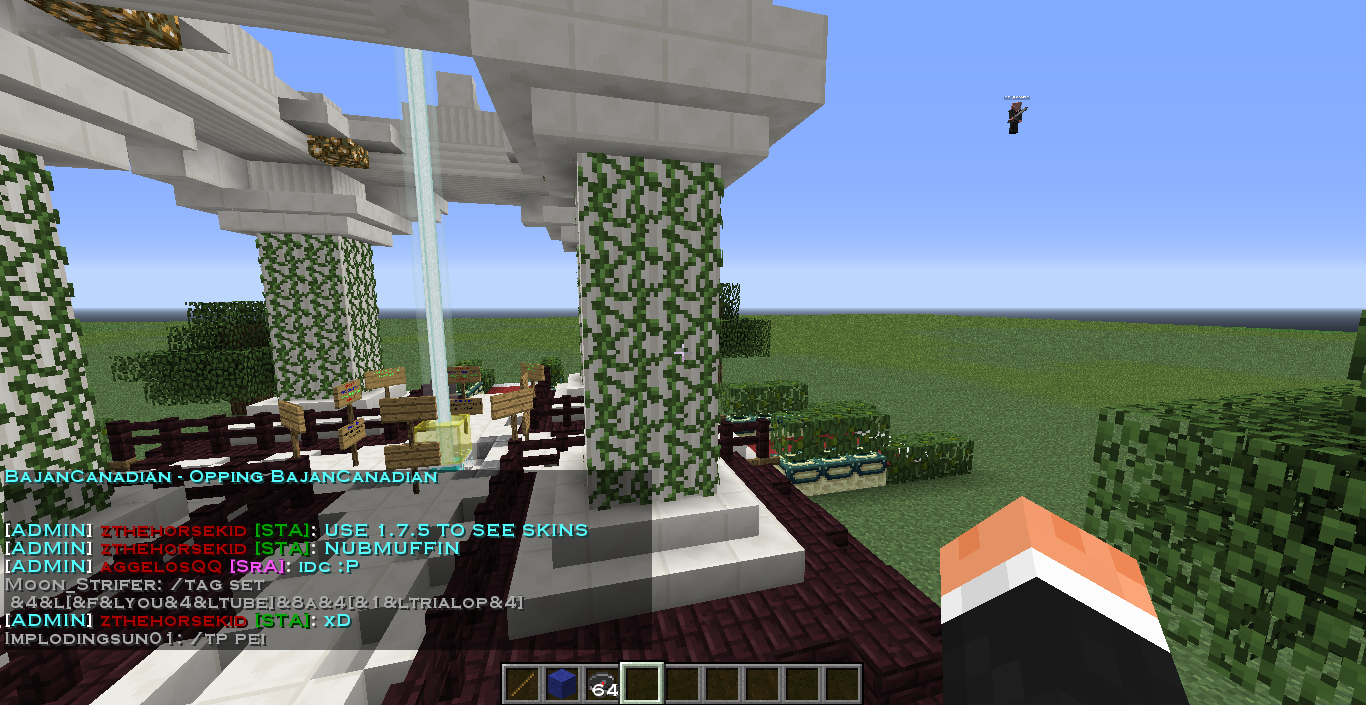 BajanCanadian - Opping BajanCanadian
[ADMIN] zthehorsekid [StA]: USE 1.7.5 TO SEE SKINS
[ADMIN] zthehorsekid [StA]: NUBMUFFIN
[ADMIN] aggelosQQ [SrA]: idc :P
Moon_Strifer: /tag set
&4&l[&f&lYou&4&lTube]&8a&4[&1&lTrialOP&4]
[ADMIN] zthehorsekid [StA]: xD
Implodingsun01: /tp pei
64